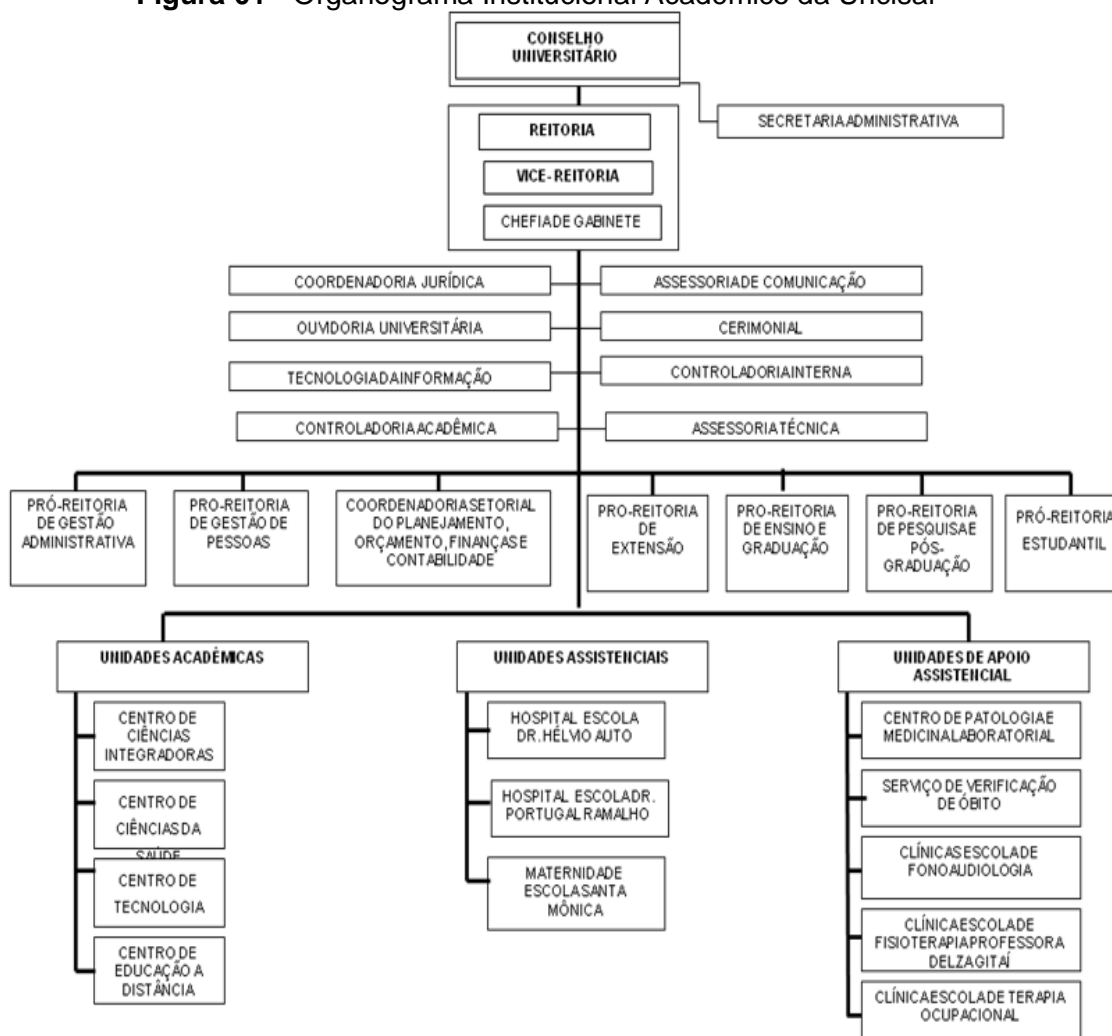 Figura 01 - Organograma Institucional Acadêmico da Uncisal
CONSELHO
UNIVERSITÁRIO
SECRETARIA ADMINISTRATIVA
REITORIA
VICE-REITORIA
CHEFIA DE GABINETE
COORDENADORIA JURÍDICA
ASSESSORIA DE COMUNICAÇÃO
OUVIDORIA UNIVERSITÁRIA
CERIMONIAL
TECNOLOGIA DA INFORMAÇÃO
CONTROLADORIA INTERNA
CONTROLADORIA ACADÊMICA
ASSESSORIA TÉCNICA
PRÓ-REITORIA
DE GESTÃO
ADMINISTRATIVA
PRO-REITORIA
DE GESTÃO DE
PESSOAS
COORDENADORIA SETORIAL
DO PLANEJAMENTO,
ORÇAMENTO, FINANÇAS E
CONTABILIDADE
PRO-REITORIA
DE
EXTENSÃO
PRO-REITORIA
DE ENSINO E
GRADUAÇÃO
PRO-REITORIA
DE PESQUISA E
PÓS-
GRADUAÇÃO
PRÓ-REITORIA
ESTUDANTIL
UNIDADES ACADÊMICAS
CENTRO DE
CIÊNCIAS
INTEGRADORAS
CENTRO DE
CIÊNCIAS DA
SAÚDE
CENTRO DE
TECNOLOGIA
CENTRO DE
EDUCAÇÃO A
DISTÂNCIA
UNIDADES ASSISTENCIAIS
HOSPITAL ESCOLA
DR. HÉLVIO AUTO
HOSPITAL ESCOLA DR.
PORTUGAL RAMALHO
MATERNIDADE
ESCOLA SANTA
MÔNICA
UNIDADES DE APOIO
ASSISTENCIAL
CENTRO DE PATOLOGIA E
MEDICINA LABORATORIAL
SERVIÇO DE VERIFICAÇÃO
DE ÓBITO
CLÍNICAS ESCOLA DE
FONOAUDIOLOGIA
CLÍNICA ESCOLA DE
FISIOTERAPIA PROFESSORA
DELZA GITAÍ
CLÍNICA ESCOLA DE TERAPIA
OCUPACIONAL